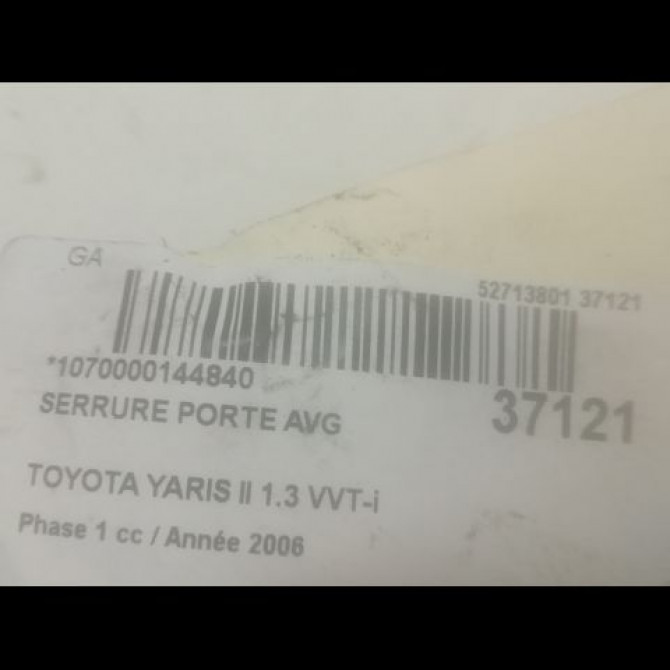 GA
52713801 37121
*1070000144840
37121
SERRURE PORTE AVG
TOYOTA YARIS II 1.3 VVT-i
Phase 1 cc / Année 2006